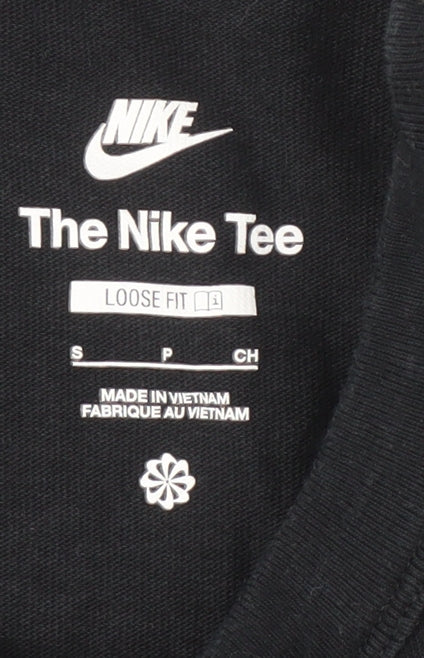 NIKE
The Nike Tee
LOOSE FIT i
S P CH
MADE IN VIETNAM
FABRIQUE AU VIETNAM